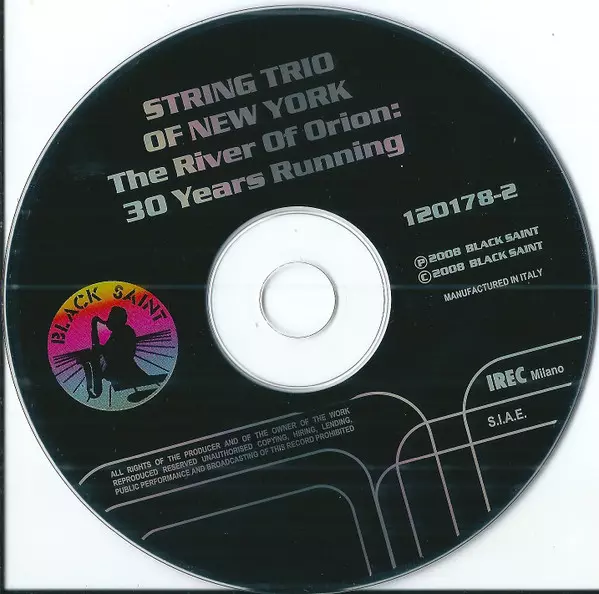 STRING TRIO
OF NEW YORK
The River Of Orion:
30 Years Running
120178-2
Ⓟ 2008 BLACK SAINT
© 2008 BLACK SAINT
MANUFACTURED IN ITALY
BLACK SAINT
IREC Milano
S.I.A.E.
ALL RIGHTS OF THE PRODUCER AND OF THE OWNER OF THE WORK
REPRODUCED RESERVED UNAUTHORISED COPYING, HIRING, LENDING,
PUBLIC PERFORMANCE AND BROADCASTING OF THIS RECORD PROHIBITED